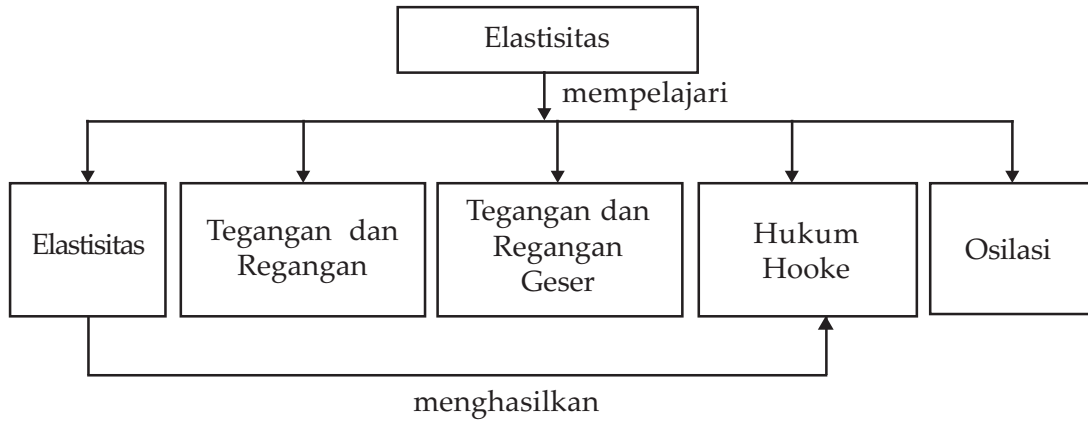 Elastisitas
mempelajari
Elastisitas
Tegangan dan
Regangan
Tegangan dan
Regangan
Geser
Hukum
Hooke
Osilasi
menghasilkan